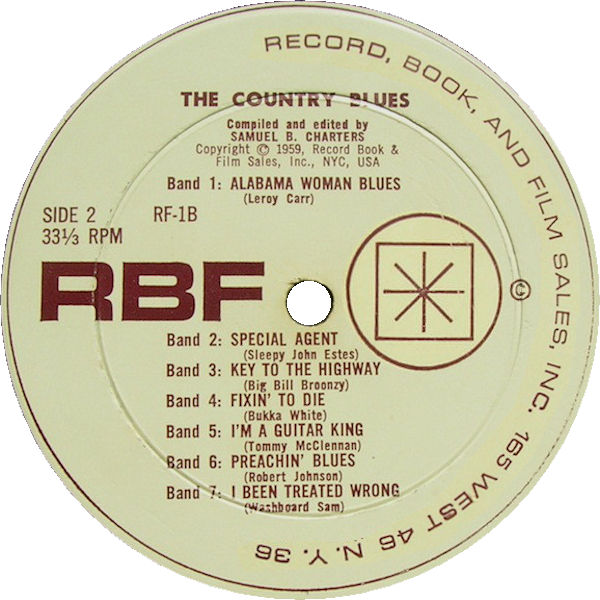 RECORD, BOOK, AND FILM SALES, INC. 165 WEST 46 N.Y. 36
THE COUNTRY BLUES
Compiled and edited by
SAMUEL B. CHARTERS
Copyright © 1959, Record Book &
Film Sales, Inc., NYC, USA
Band 1: ALABAMA WOMAN BLUES
(Leroy Carr)
SIDE 2 RF-1B
33⅓ RPM
RBF
©
Band 2: SPECIAL AGENT
(Sleepy John Estes)
Band 3: KEY TO THE HIGHWAY
(Big Bill Broonzy)
Band 4: FIXIN' TO DIE
(Bukka White)
Band 5: I'M A GUITAR KING
(Tommy McClennan)
Band 6: PREACHIN' BLUES
(Robert Johnson)
Band 7: I BEEN TREATED WRONG
(Washboard Sam)